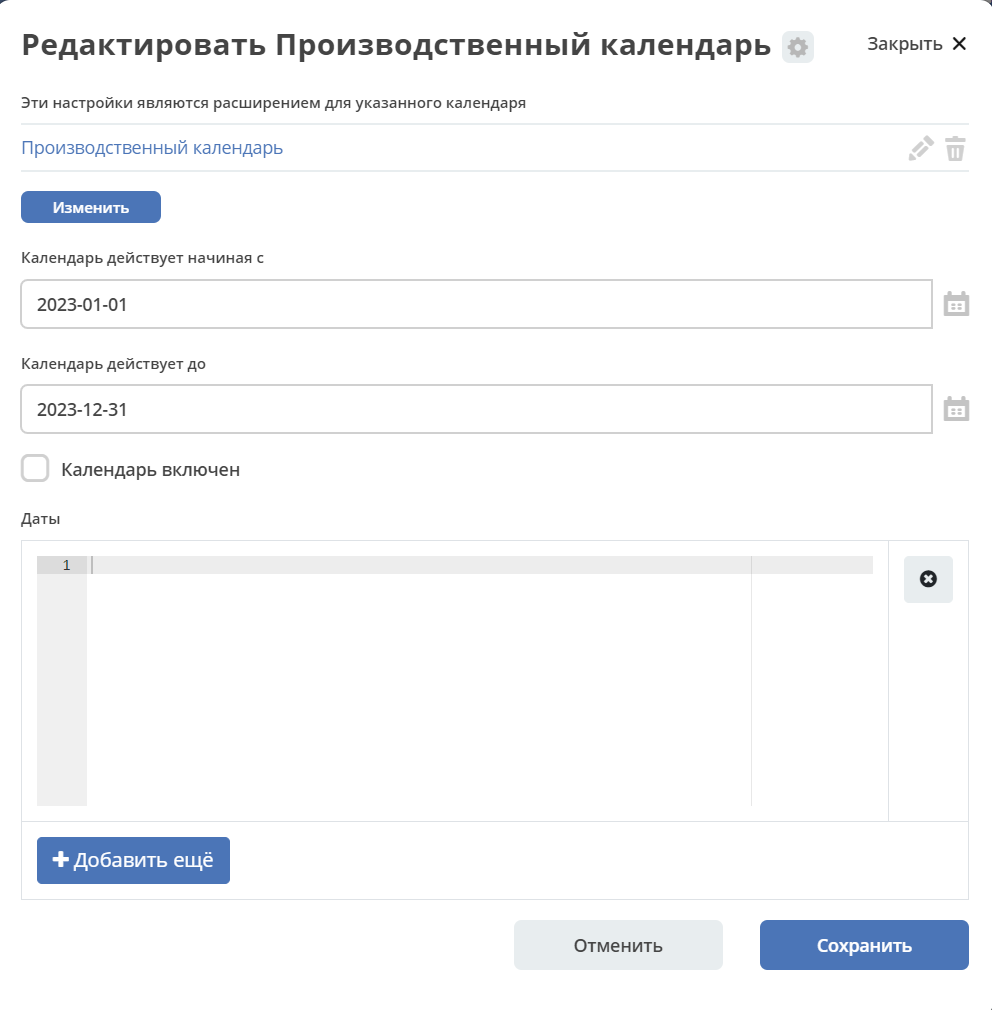 Редактировать Производственный календарь
Закрыть
Эти настройки являются расширением для указанного календаря
Производственный календарь
Изменить
Календарь действует начиная с
2023-01-01
Календарь действует до
2023-12-31
Календарь включен
Даты
1
Добавить ещё
Отменить
Сохранить